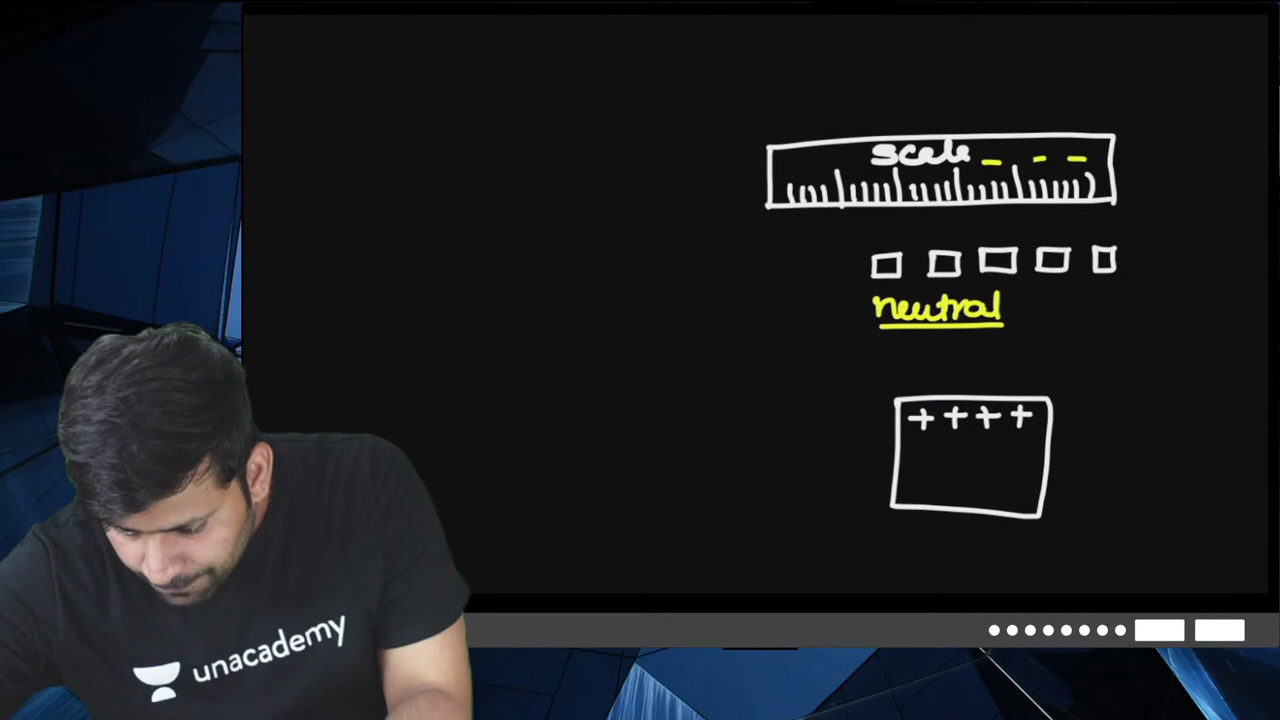 scale - - -
neutral
+ + + +
unacademy